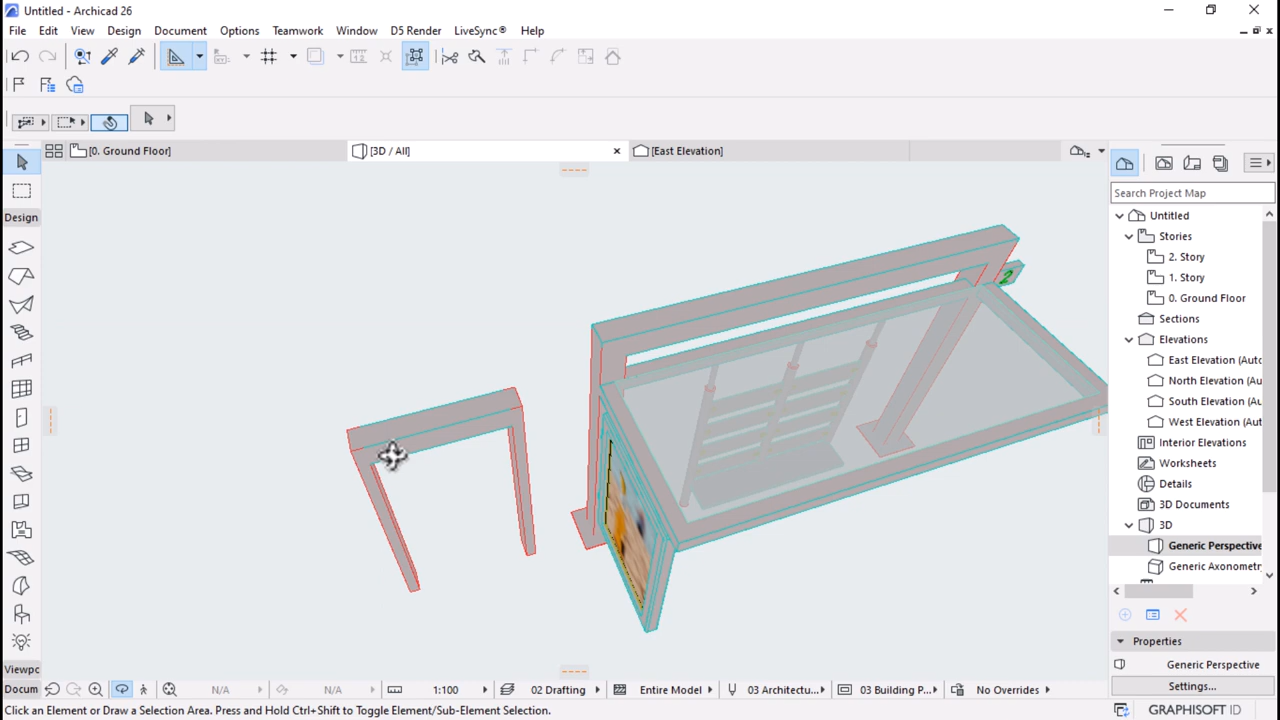 Untitled - Archicad 26
File Edit View Design Document Options Teamwork Window D5 Render LiveSync® Help
[0. Ground Floor] [3D / All] [East Elevation]
Search Project Map
Design
Untitled
Stories
2. Story
1. Story
0. Ground Floor
Sections
Elevations
East Elevation (Aut
North Elevation (Au
South Elevation (Au
West Elevation (Au
Interior Elevations
Worksheets
Details
3D Documents
3D
Generic Perspective
Generic Axonometr
2
Properties
Viewpc
Generic Perspective
Docum N/A N/A 1:100 02 Drafting Entire Model 03 Architectu... 03 Building P... No Overrides Settings...
Click an Element or Draw a Selection Area. Press and Hold Ctrl+Shift to Toggle Element/Sub-Element Selection. GRAPHISOFT ID